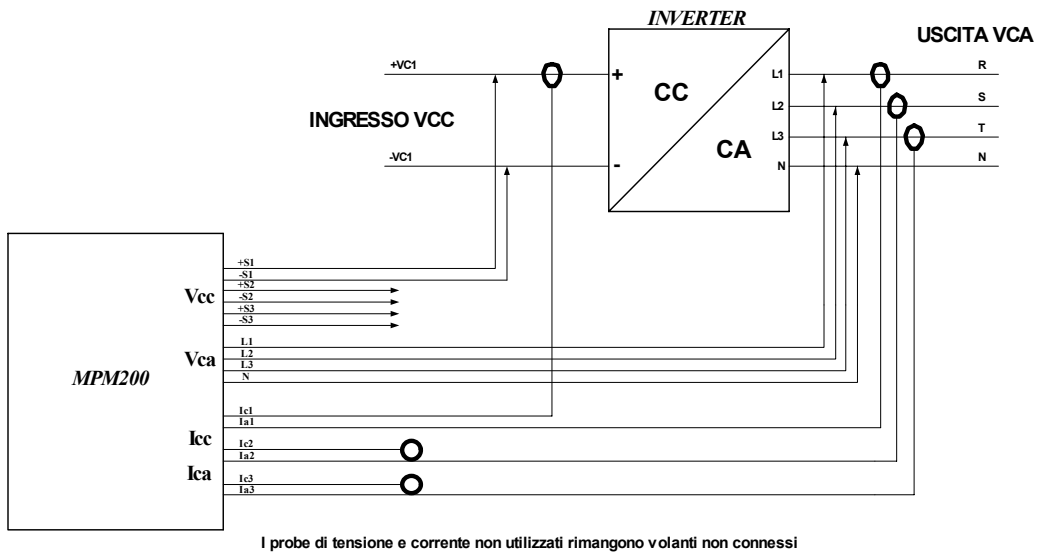 INVERTER
USCITA VCA
+VC1
+
CC
L1
R
L2
S
INGRESSO VCC
CA
L3
T
-VC1
-
N
N
+S1
-S1
+S2
Vcc
-S2
+S3
-S3
L1
Vca
L2
L3
MPM200
N
Ic1
Ia1
Icc
Ic2
Ia2
Ica
Ic3
Ia3
I probe di tensione e corrente non utilizzati rimangono volanti non connessi